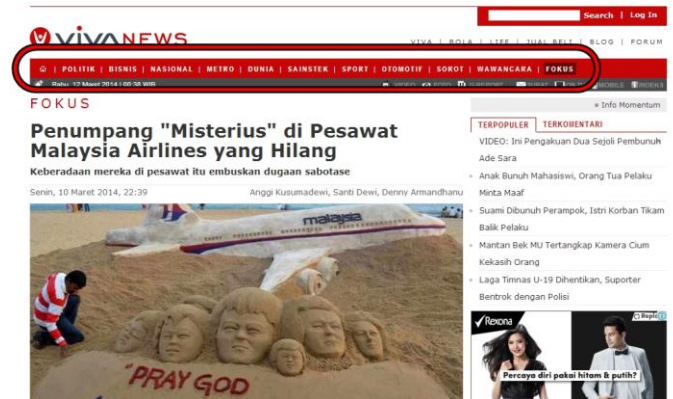 Search | Log In
VIVANEWS
VIVA | BOLA | LIFE | JUAL BELI | BLOG | FORUM
| POLITIK | BISNIS | NASIONAL | METRO | DUNIA | SAINSTEK | SPORT | OTOMOTIF | SOROT | WAWANCARA | FOKUS
Rabu, 12 Maret 2014 | 00:38 WIB
FOKUS
Info Momentum
Penumpang "Misterius" di Pesawat
Malaysia Airlines yang Hilang
Keberadaan mereka di pesawat itu embuskan dugaan sabotase
Senin, 10 Maret 2014, 22:39
Anggi Kusumadewi, Santi Dewi, Denny Armandhanu
malaysia
PRAY GOD
TERPOPULER
TERKOMENTARI
VIDEO: Ini Pengakuan Dua Sejoli Pembunuh
Ade Sara
Anak Bunuh Mahasiswi, Orang Tua Pelaku
Minta Maaf
Suami Dibunuh Perampok, Istri Korban Tikam
Balik Pelaku
Mantan Bek MU Tertangkap Kamera Cium
Kekasih Orang
Laga Timnas U-19 Dihentikan, Suporter
Bentrok dengan Polisi
Rexona
Percaya diri pakai hitam & putih?